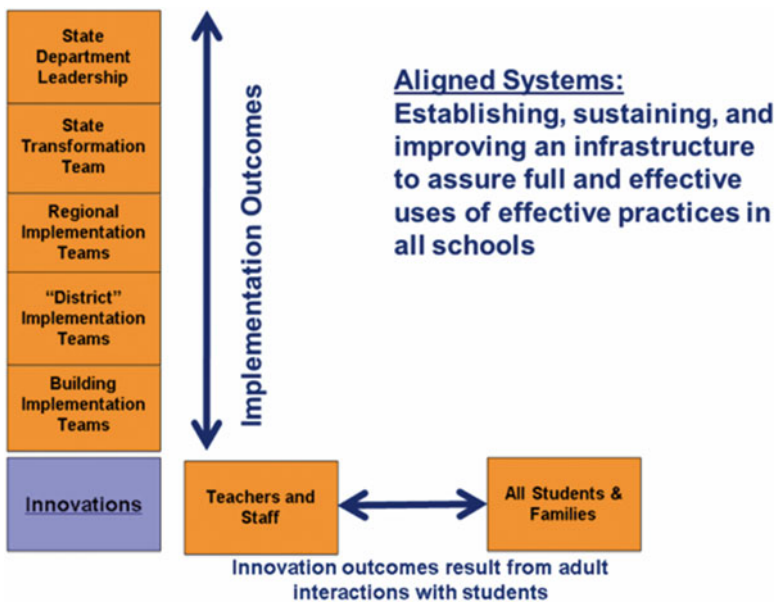 State
Department
Leadership
State
Transformation
Team
Regional
Implementation
Teams
“District”
Implementation
Teams
Building
Implementation
Teams
Innovations
Implementation Outcomes
Aligned Systems:
Establishing, sustaining, and
improving an infrastructure
to assure full and effective
uses of effective practices in
all schools
Teachers and
Staff
All Students &
Families
Innovation outcomes result from adult
interactions with students